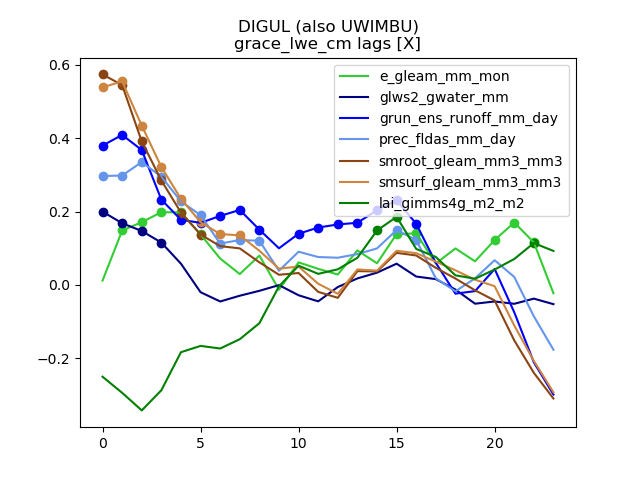 DIGUL (also UWIMBU)
grace_lwe_cm lags [X]
e_gleam_mm_mon
glws2_gwater_mm
grun_ens_runoff_mm_day
prec_fldas_mm_day
smroot_gleam_mm3_mm3
smsurf_gleam_mm3_mm3
lai_gimms4g_m2_m2
0.6
0.4
0.2
0.0
−0.2
0
5
10
15
20